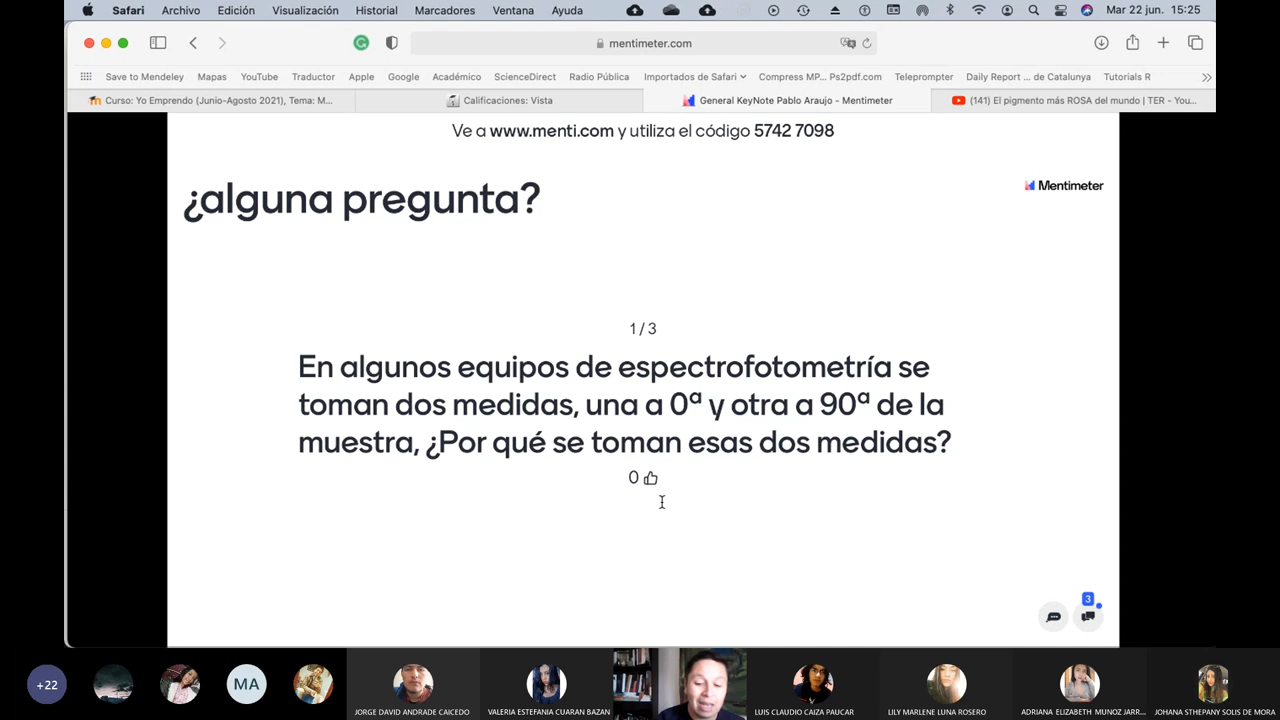 Safari Archivo Edición Visualización Historial Marcadores Ventana Ayuda Mar 22 jun. 15:25
mentimeter.com
Save to Mendeley Mapas YouTube Traductor Apple Google Académico ScienceDirect Radio Pública Importados de Safari Compress MP... Ps2pdf.com Teleprompter Daily Report ... de Catalunya Tutorials R
Curso: Yo Emprendo (Junio-Agosto 2021), Tema: M... Calificaciones: Vista General KeyNote Pablo Araujo - Mentimeter (141) El pigmento más ROSA del mundo | TER - You...
Ve a www.menti.com y utiliza el código 5742 7098
¿alguna pregunta?
Mentimeter
1 / 3
En algunos equipos de espectrofotometría se
toman dos medidas, una a 0ª y otra a 90ª de la
muestra, ¿Por qué se toman esas dos medidas?
0
3
+22
MA
JORGE DAVID ANDRADE CAICEDO
VALERIA ESTEFANIA CUARAN BAZAN
LUIS CLAUDIO CAIZA PAUCAR
LILY MARLENE LUNA ROSERO
ADRIANA ELIZABETH MUNOZ JARR...
JOHANA STHEPANY SOLIS DE MORA